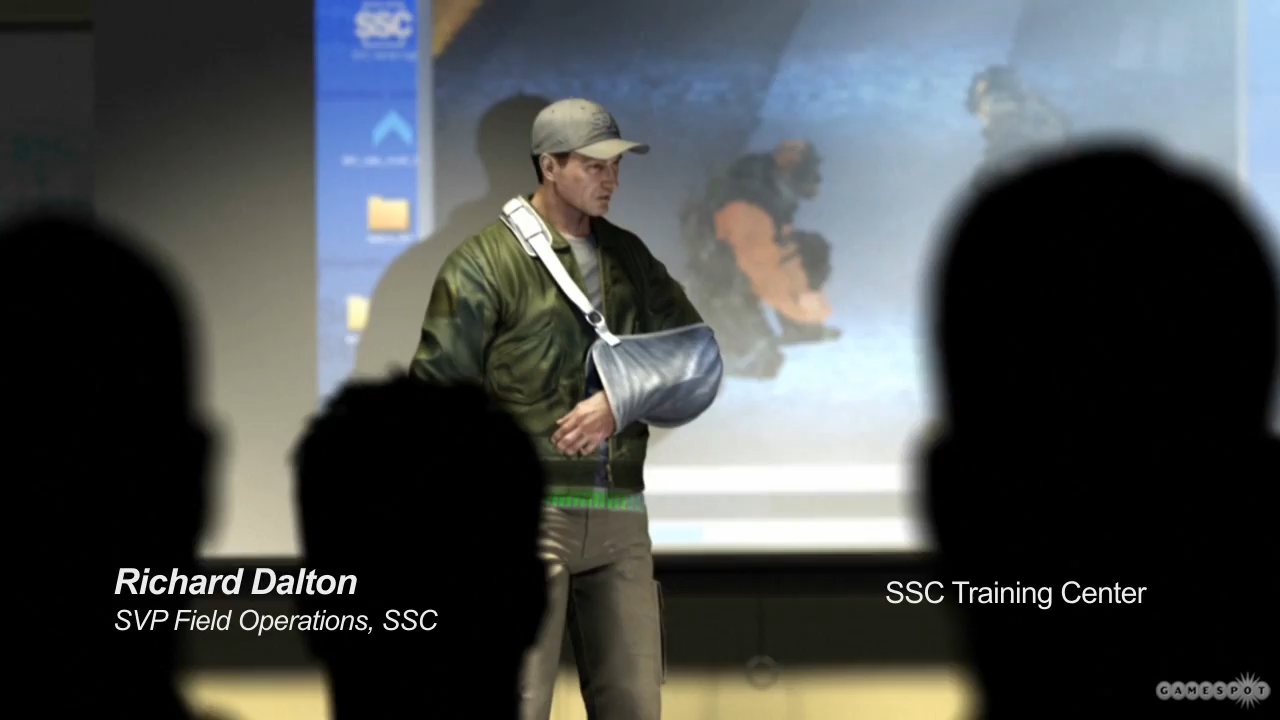 SSC
Richard Dalton
SVP Field Operations, SSC
SSC Training Center
GAMESPOT